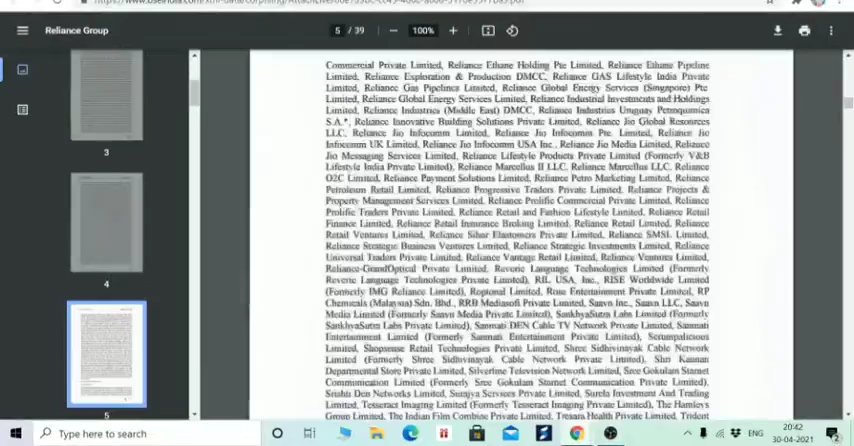 Reliance Group
5 / 39
100%
3
4
5
Commercial Private Limited, Reliance Ethane Holding Pte Limited, Reliance Ethane Pipeline
Limited, Reliance Exploration & Production DMCC, Reliance GAS Lifestyle India Private
Limited, Reliance Gas Pipelines Limited, Reliance Global Energy Services (Singapore) Pte
Limited, Reliance Global Energy Services Limited, Reliance Industrial Investments and Holdings
Limited, Reliance Industries (Middle East) DMCC, Reliance Industries Uruguay Petroquimica
S.A.*, Reliance Innovative Building Solutions Private Limited, Reliance Jio Global Resources
LLC, Reliance Jio Infocomm Limited, Reliance Jio Infocomm Pte. Limited, Reliance Jio
Infocomm UK Limited, Reliance Jio Infocomm USA Inc., Reliance Jio Media Limited, Reliance
Jio Messaging Services Limited, Reliance Lifestyle Products Private Limited (Formerly V&B
Lifestyle India Private Limited), Reliance Marcellus II LLC, Reliance Marcellus LLC, Reliance
O2C Limited, Reliance Payment Solutions Limited, Reliance Petro Marketing Limited, Reliance
Petroleum Retail Limited, Reliance Progressive Traders Private Limited, Reliance Projects &
Property Management Services Limited, Reliance Prolific Commercial Private Limited, Reliance
Prolific Traders Private Limited, Reliance Retail and Fashion Lifestyle Limited, Reliance Retail
Finance Limited, Reliance Retail Insurance Broking Limited, Reliance Retail Limited, Reliance
Retail Ventures Limited, Reliance Sibur Elastomers Private Limited, Reliance SMSL Limited,
Reliance Strategic Business Ventures Limited, Reliance Strategic Investments Limited, Reliance
Universal Traders Private Limited, Reliance Vantage Retail Limited, Reliance Ventures Limited,
Reliance-GrandOptical Private Limited, Reverie Language Technologies Limited (Formerly
Reverie Language Technologies Private Limited), RIL USA, Inc., RISE Worldwide Limited
(Formerly IMG Reliance Limited), Roptonal Limited, Rose Entertainment Private Limited, RP
Chemicals (Malaysia) Sdn. Bhd., RRB Mediasoft Private Limited, Saavn Inc., Saavn LLC, Saavn
Media Limited (Formerly Saavn Media Private Limited), SankhyaSutra Labs Limited (Formerly
SankhyaSutra Labs Private Limited), Sanmati DEN Cable TV Network Private Limited, Sanmati
Entertainment Limited (Formerly Sanmati Entertainment Private Limited), Scrumpalicious
Limited, Shopsense Retail Technologies Private Limited, Shree Sidhivinayak Cable Network
Limited (Formerly Shree Sidhivinayak Cable Network Private Limited), Shri Kannan
Departmental Store Private Limited, Silverline Television Network Limited, Sree Gokulam Starnet
Communication Limited (Formerly Sree Gokulam Starnet Communication Private Limited),
Srishti Den Networks Limited, Surajya Services Private Limited, Surela Investment And Trading
Limited, Tesseract Imaging Limited (Formerly Tesseract Imaging Private Limited), The Hamleys
Group Limited, The Indian Film Combine Private Limited, Tresara Health Private Limited, Trident
Type here to search
20:42
30-04-2021